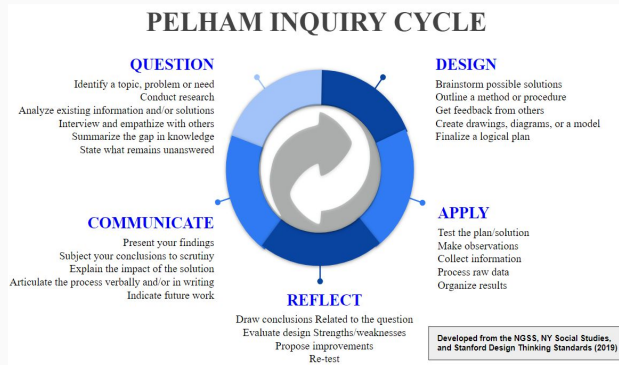 PELHAM INQUIRY CYCLE
QUESTION
Identify a topic, problem or need
Conduct research
Analyze existing information and/or solutions
Interview and empathize with others
Summarize the gap in knowledge
State what remains unanswered
DESIGN
Brainstorm possible solutions
Outline a method or procedure
Get feedback from others
Create drawings, diagrams, or a model
Finalize a logical plan
APPLY
Test the plan/solution
Make observations
Collect information
Process raw data
Organize results
REFLECT
Draw conclusions Related to the question
Evaluate design Strengths/weaknesses
Propose improvements
Re-test
COMMUNICATE
Present your findings
Subject your conclusions to scrutiny
Explain the impact of the solution
Articulate the process verbally and/or in writing
Indicate future work
Developed from the NGSS, NY Social Studies,
and Stanford Design Thinking Standards (2019)